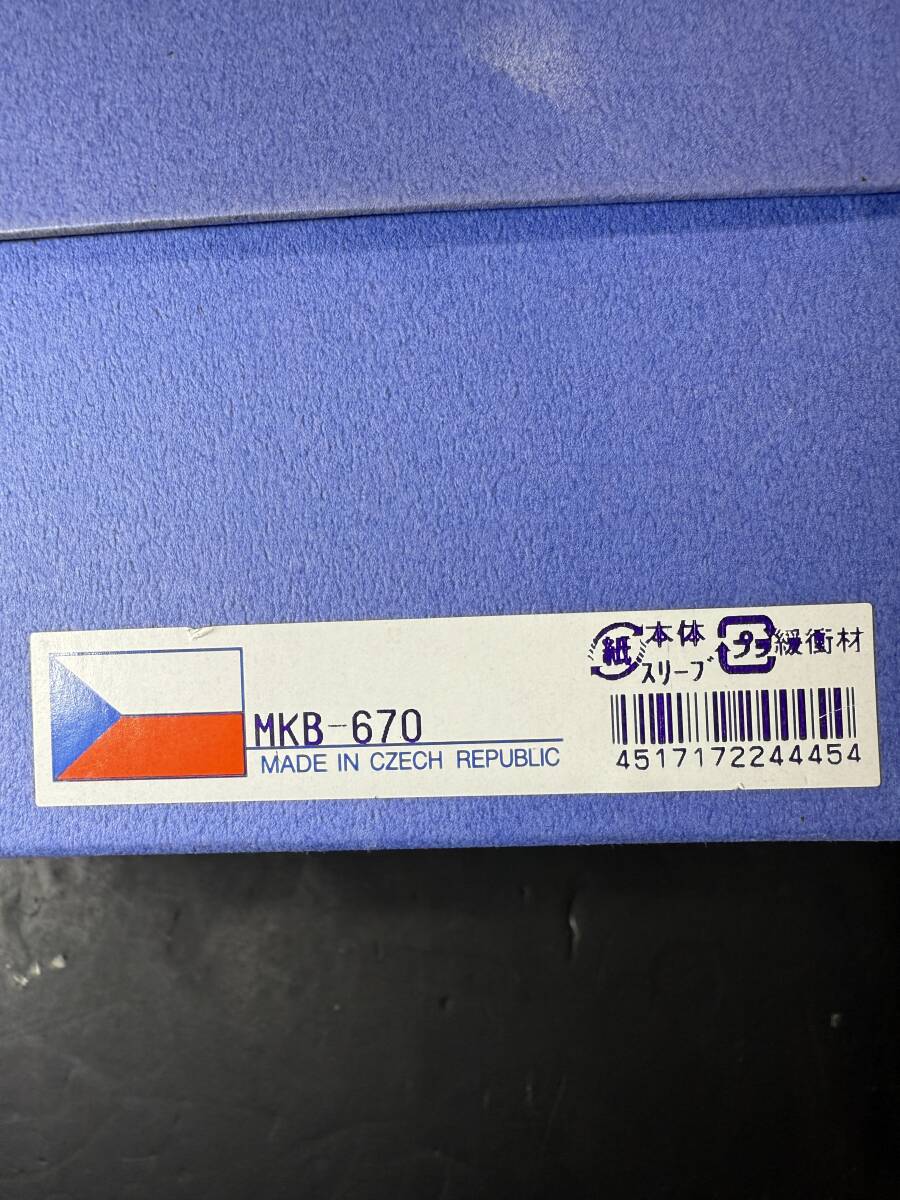 MKB-670
MADE IN CZECH REPUBLIC
紙 本体
スリーブ
プラ 緩衝材
4517172244454